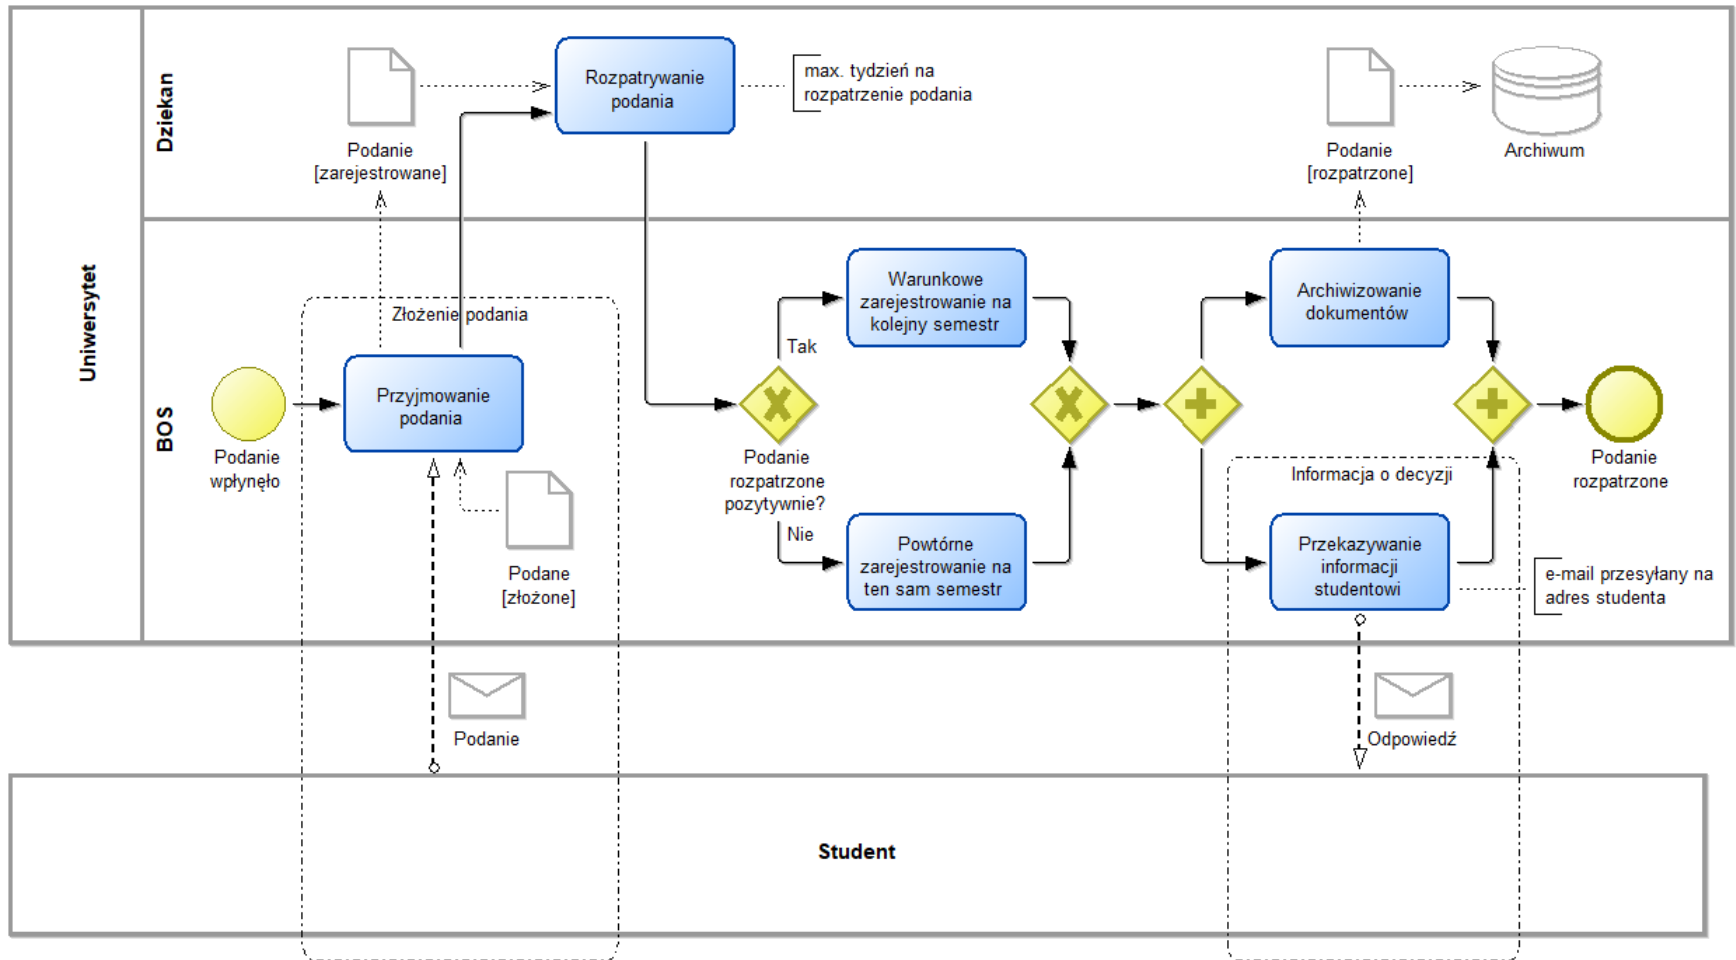 Uniwersytet
Dziekan
Podanie
[zarejestrowane]
Rozpatrywanie
podania
max. tydzień na
rozpatrzenie podania
Podanie
[rozpatrzone]
Archiwum
BOS
Podanie
wpłynęło
Złożenie podania
Przyjmowanie
podania
Podane
[złożone]
Podanie
rozpatrzone
pozytywnie?
Tak
Nie
Warunkowe
zarejestrowanie na
kolejny semestr
Powtórne
zarejestrowanie na
ten sam semestr
Archiwizowanie
dokumentów
Informacja o decyzji
Przekazywanie
informacji
studentowi
Podanie
rozpatrzone
e-mail przesyłany na
adres studenta
Podanie
Odpowiedź
Student